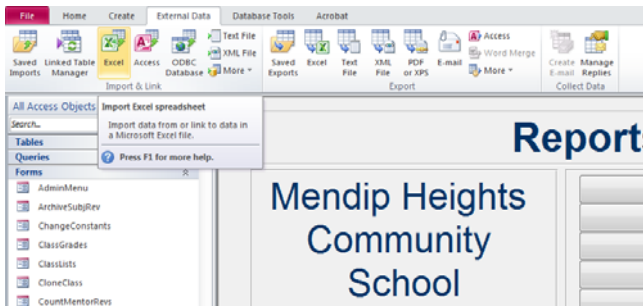 File Home Create External Data Database Tools Acrobat
Saved Imports
Linked Table Manager
Excel
Access
ODBC Database
Text File
XML File
More
Import & Link
Saved Exports
Excel
Text File
XML File
PDF or XPS
E-mail
Access
Word Merge
More
Export
Create E-mail
Manage Replies
Collect Data
All Access Objects
Search...
Tables
Queries
Forms
AdminMenu
ArchiveSubjRev
ChangeConstants
ClassGrades
ClassLists
CloneClass
CountMentorRevs
Import Excel spreadsheet
Import data from or link to data in
a Microsoft Excel file.
Press F1 for more help.
Reports
Mendip Heights
Community
School